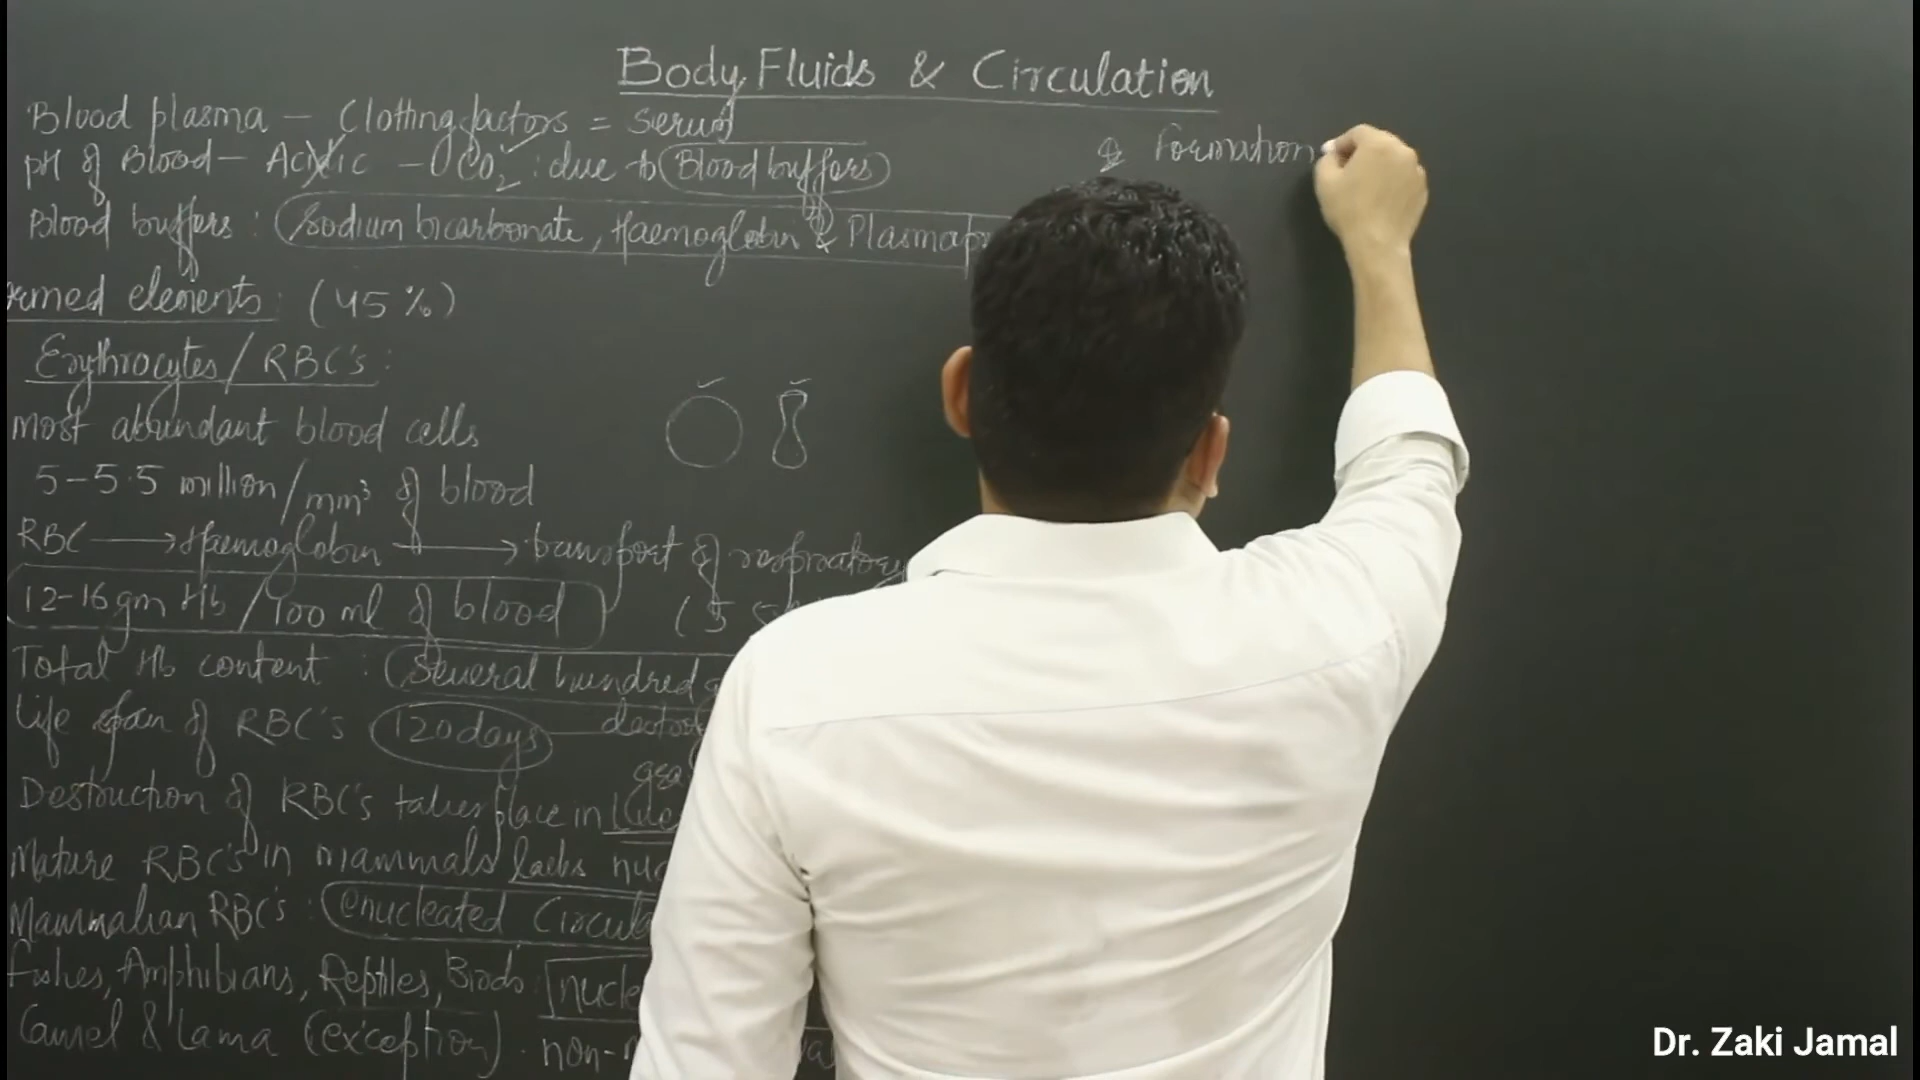 Body Fluids & Circulation
Blood plasma – Clotting factors = Serum
pH of Blood – Acidic – CO2 : due to Blood buffers
Blood buffers : Sodium bicarbonate, Haemoglobin & Plasma
elements : (45%)
Erythrocytes / RBC's :
most abundant blood cells
5-5.5 million/mm³ of blood
RBC → Haemoglobin → transport of respiratory
12-16 gm Hb / 100 ml of blood (5
Total Hb content : Several hundred
Life span of RBC's 120 days
Destruction of RBC's takes place in
Mature RBC's in mammals lacks
Mammalian RBC's : enucleated
Fishes, Amphibians, Reptiles, Birds :
Camel & Lama (exception). non-
* Formation
Dr. Zaki Jamal